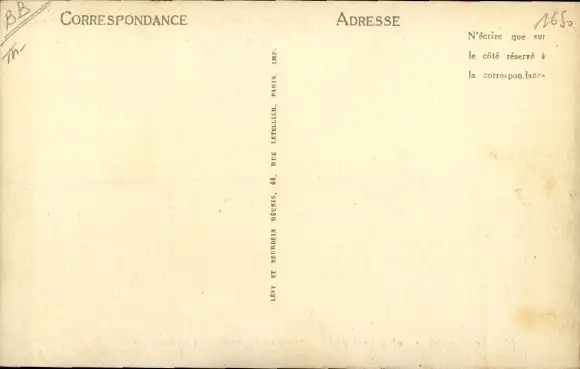 BB
CORRESPONDANCE
ADRESSE
1650
N'écrire que sur
le côté réservé à
la correspondance
LÉVY ET NEURDEIN RÉUNIS, 44, RUE LETELLIER, PARIS. IMP.